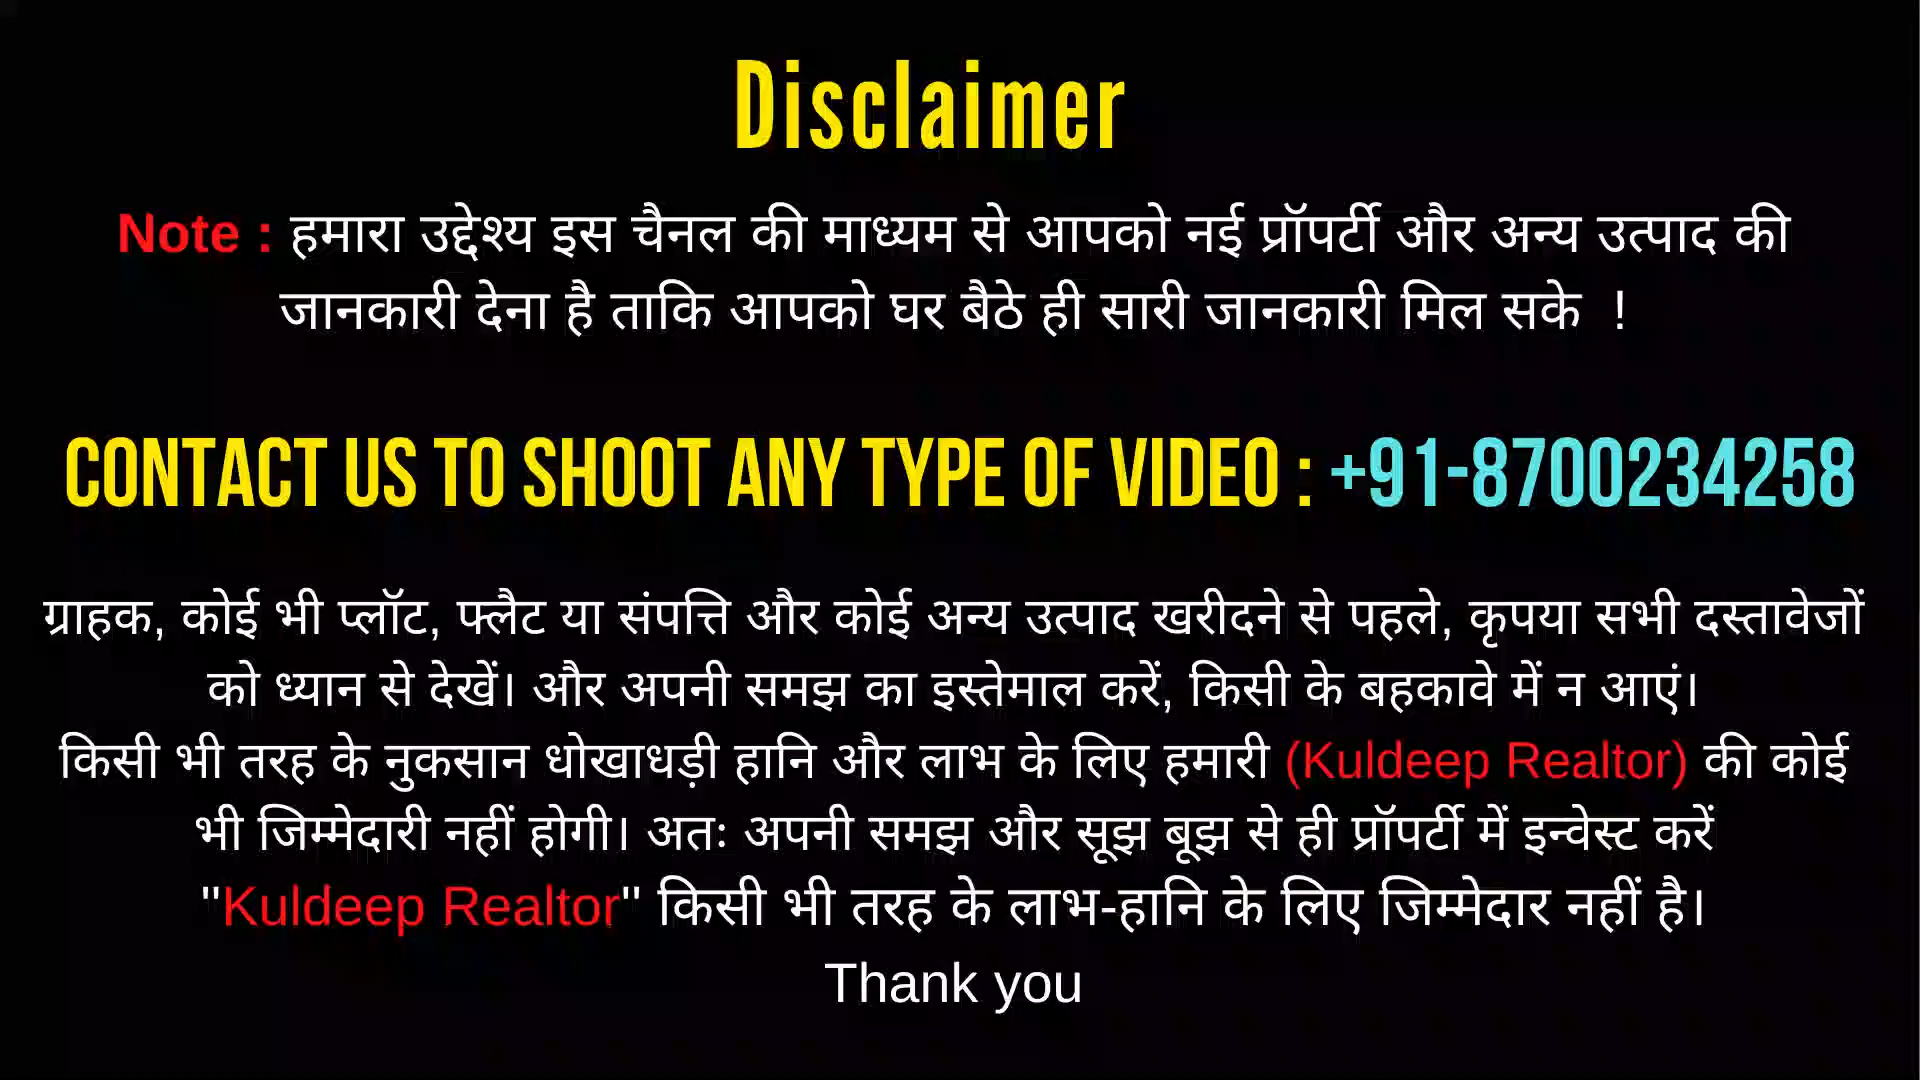 Disclaimer
Note : हमारा उद्देश्य इस चैनल की माध्यम से आपको नई प्रॉपर्टी और अन्य उत्पाद की
जानकारी देना है ताकि आपको घर बैठे ही सारी जानकारी मिल सके !
CONTACT US TO SHOOT ANY TYPE OF VIDEO : +91-8700234258
ग्राहक, कोई भी प्लॉट, फ्लैट या संपत्ति और कोई अन्य उत्पाद खरीदने से पहले, कृपया सभी दस्तावेजों
को ध्यान से देखें। और अपनी समझ का इस्तेमाल करें, किसी के बहकावे में न आएं।
किसी भी तरह के नुकसान धोखाधड़ी हानि और लाभ के लिए हमारी (Kuldeep Realtor) की कोई
भी जिम्मेदारी नहीं होगी। अतः अपनी समझ और सूझ बूझ से ही प्रॉपर्टी में इन्वेस्ट करें
"Kuldeep Realtor" किसी भी तरह के लाभ-हानि के लिए जिम्मेदार नहीं है।
Thank you